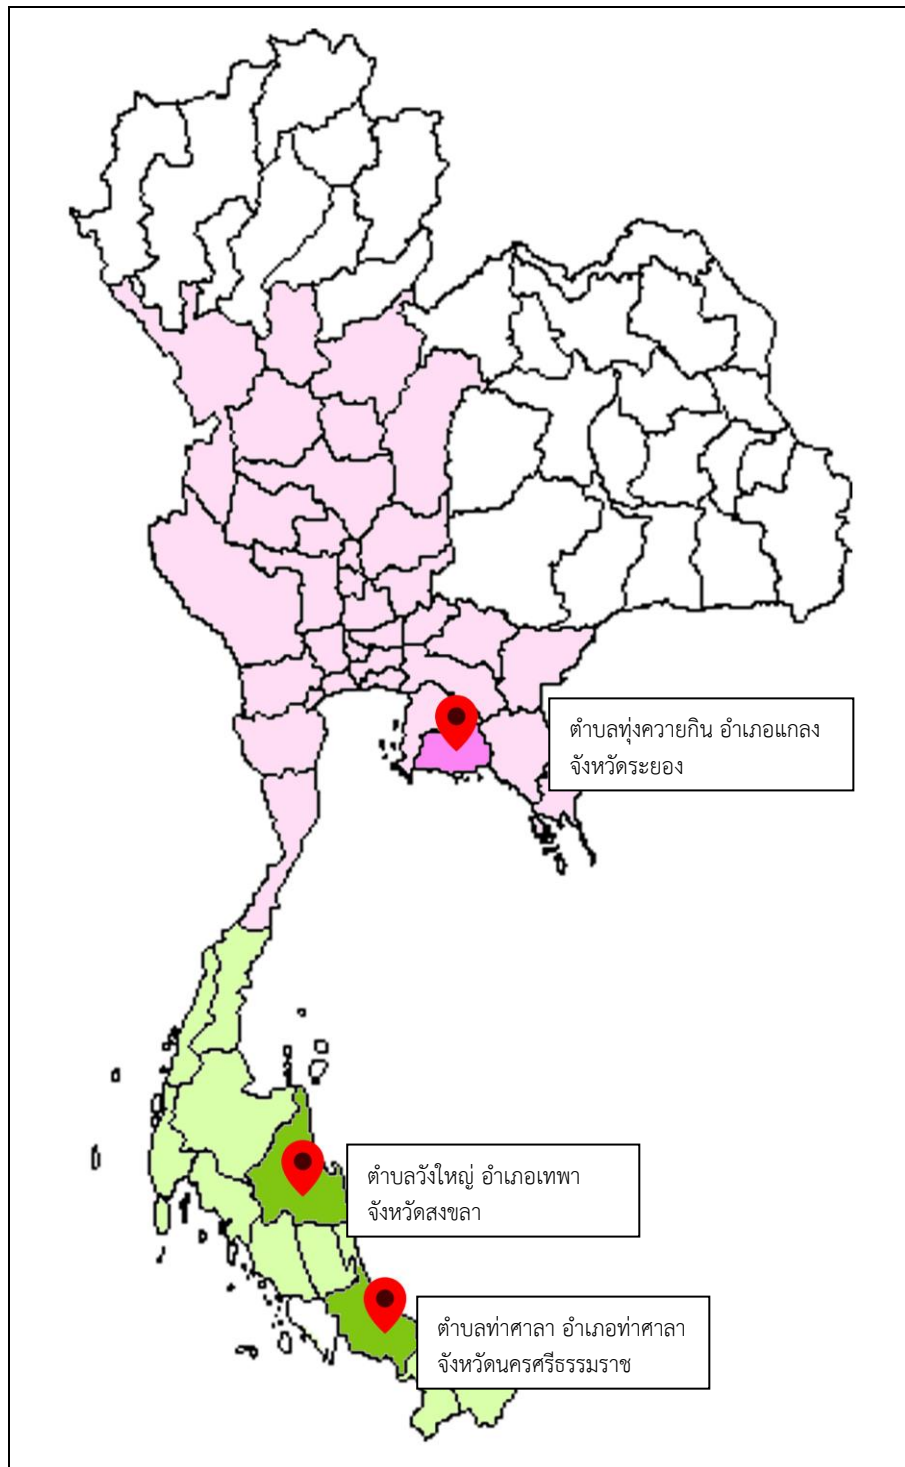 ตำบลทุ่งควายกิน อำเภอแกลง
จังหวัดระยอง
ตำบลวังใหญ่ อำเภอเทพา
จังหวัดสงขลา
ตำบลท่าศาลา อำเภอท่าศาลา
จังหวัดนครศรีธรรมราช